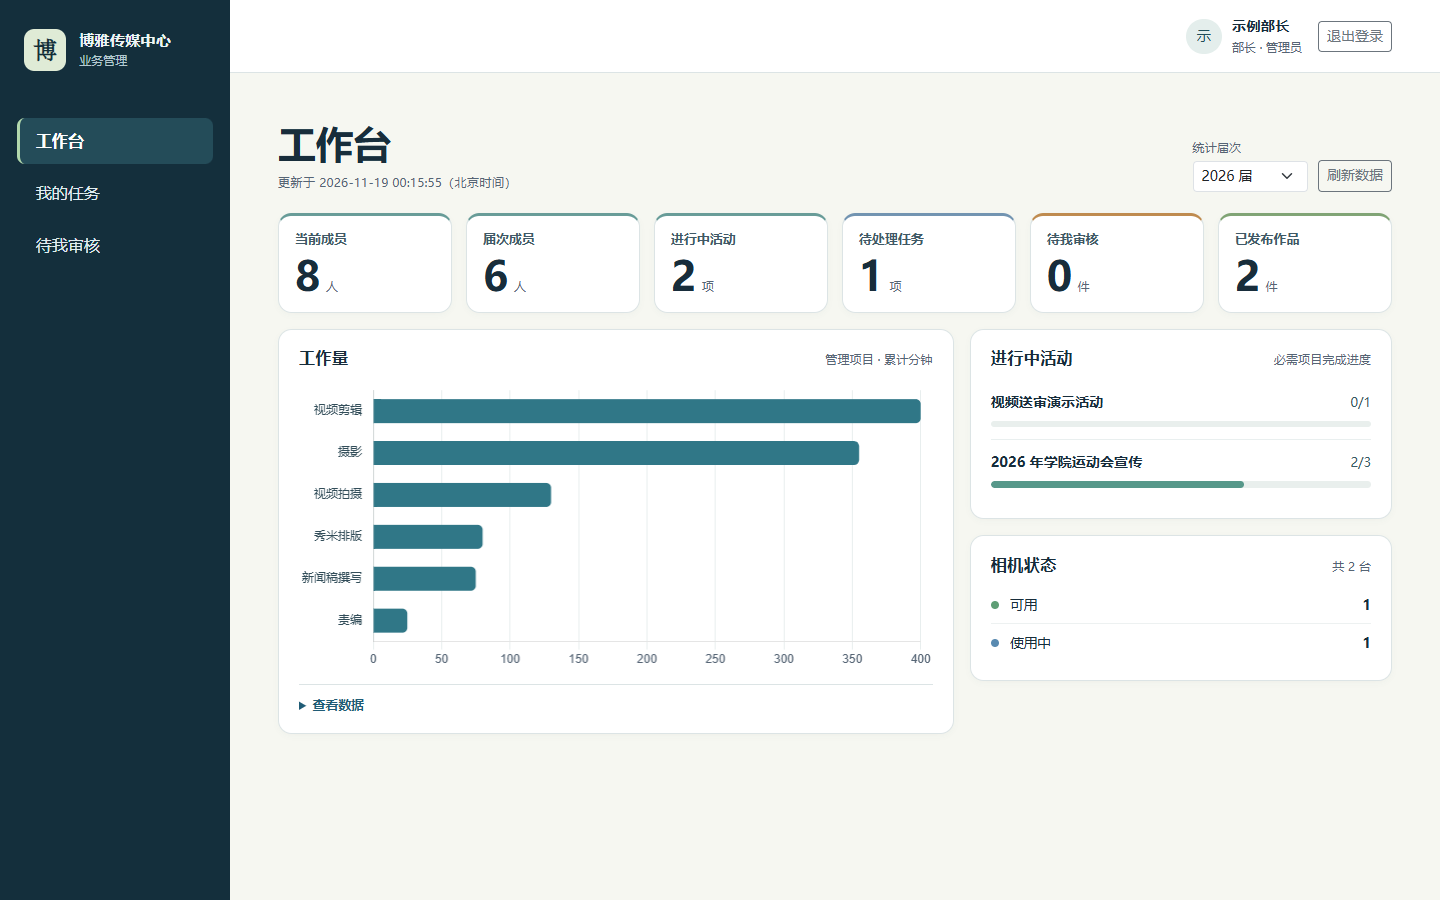 博
博雅传媒中心
业务管理
工作台
我的任务
待我审核
示
示例部长
部长 · 管理员
退出登录
工作台
更新于 2026-11-19 00:15:55（北京时间）
统计届次
2026 届
刷新数据
当前成员
8 人
届次成员
6 人
进行中活动
2 项
待处理任务
1 项
待我审核
0 件
已发布作品
2 件
工作量
管理项目 · 累计分钟
视频剪辑
摄影
视频拍摄
秀米排版
新闻稿撰写
责编
0 50 100 150 200 250 300 350 400
查看数据
进行中活动
必需项目完成进度
视频送审演示活动 0/1
2026 年学院运动会宣传 2/3
相机状态
共 2 台
可用 1
使用中 1